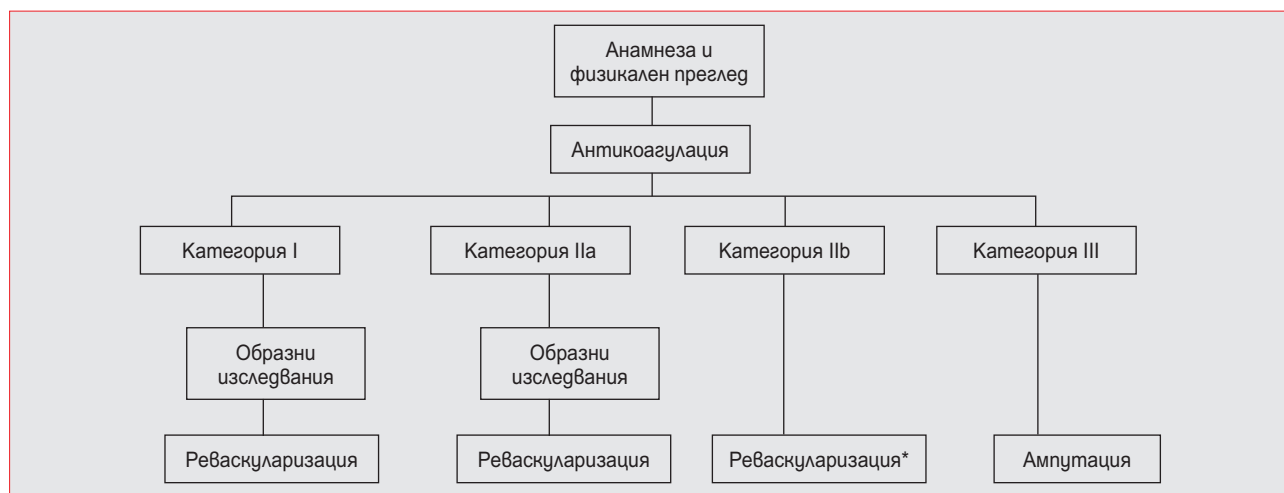 Анамнеза и
физикален преглед
Антикоагулация
Категория I
Категория IIa
Категория IIb
Категория III
Образни
изследвания
Образни
изследвания
Реваскуларизация
Реваскуларизация
Реваскуларизация*
Ампутация